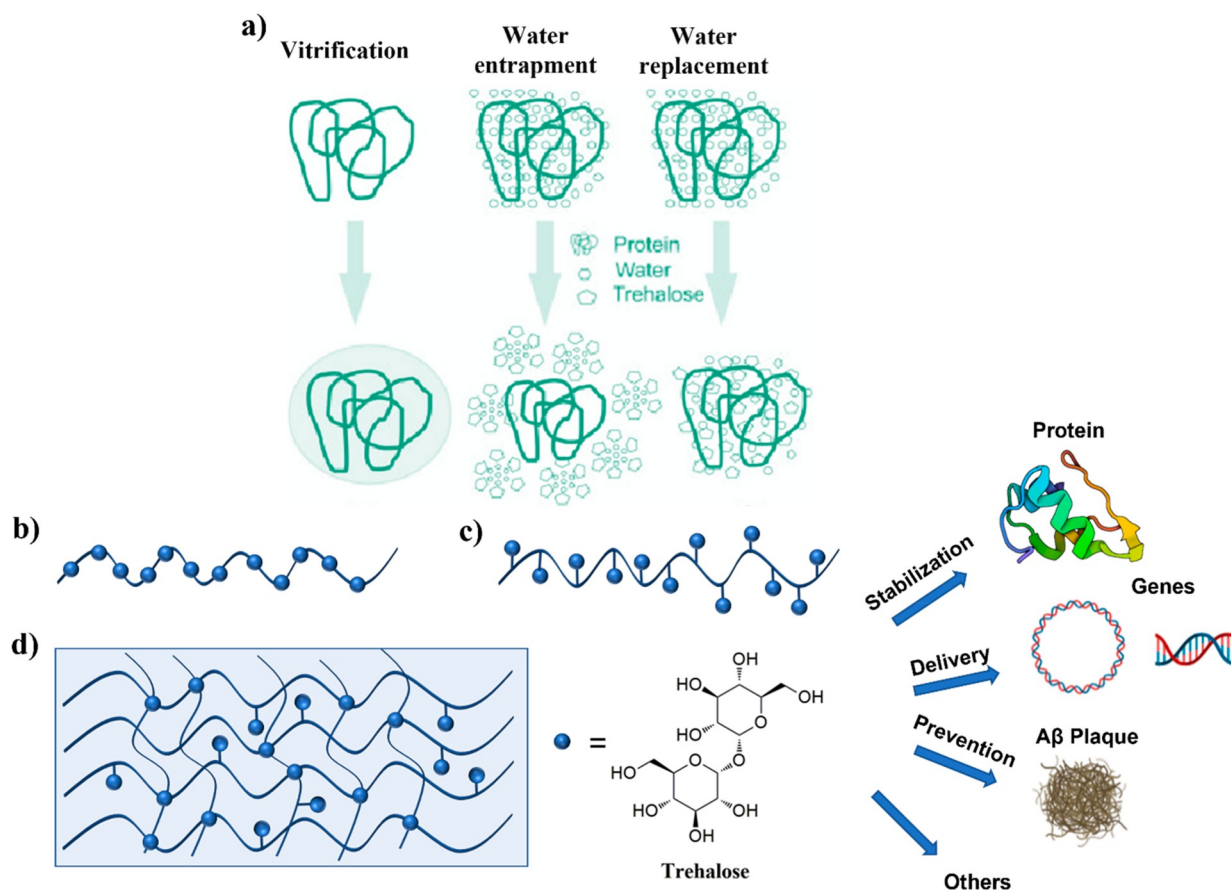 a)
Vitrification
Water
entrapment
Water
replacement
Protein
Water
Trehalose
b)
c)
d)
=
OH
HO
OH
HO
O
O
HO
O
HO
OH
OH
OH
Trehalose
Stabilization
Protein
Delivery
Genes
Prevention
Aβ Plaque
Others